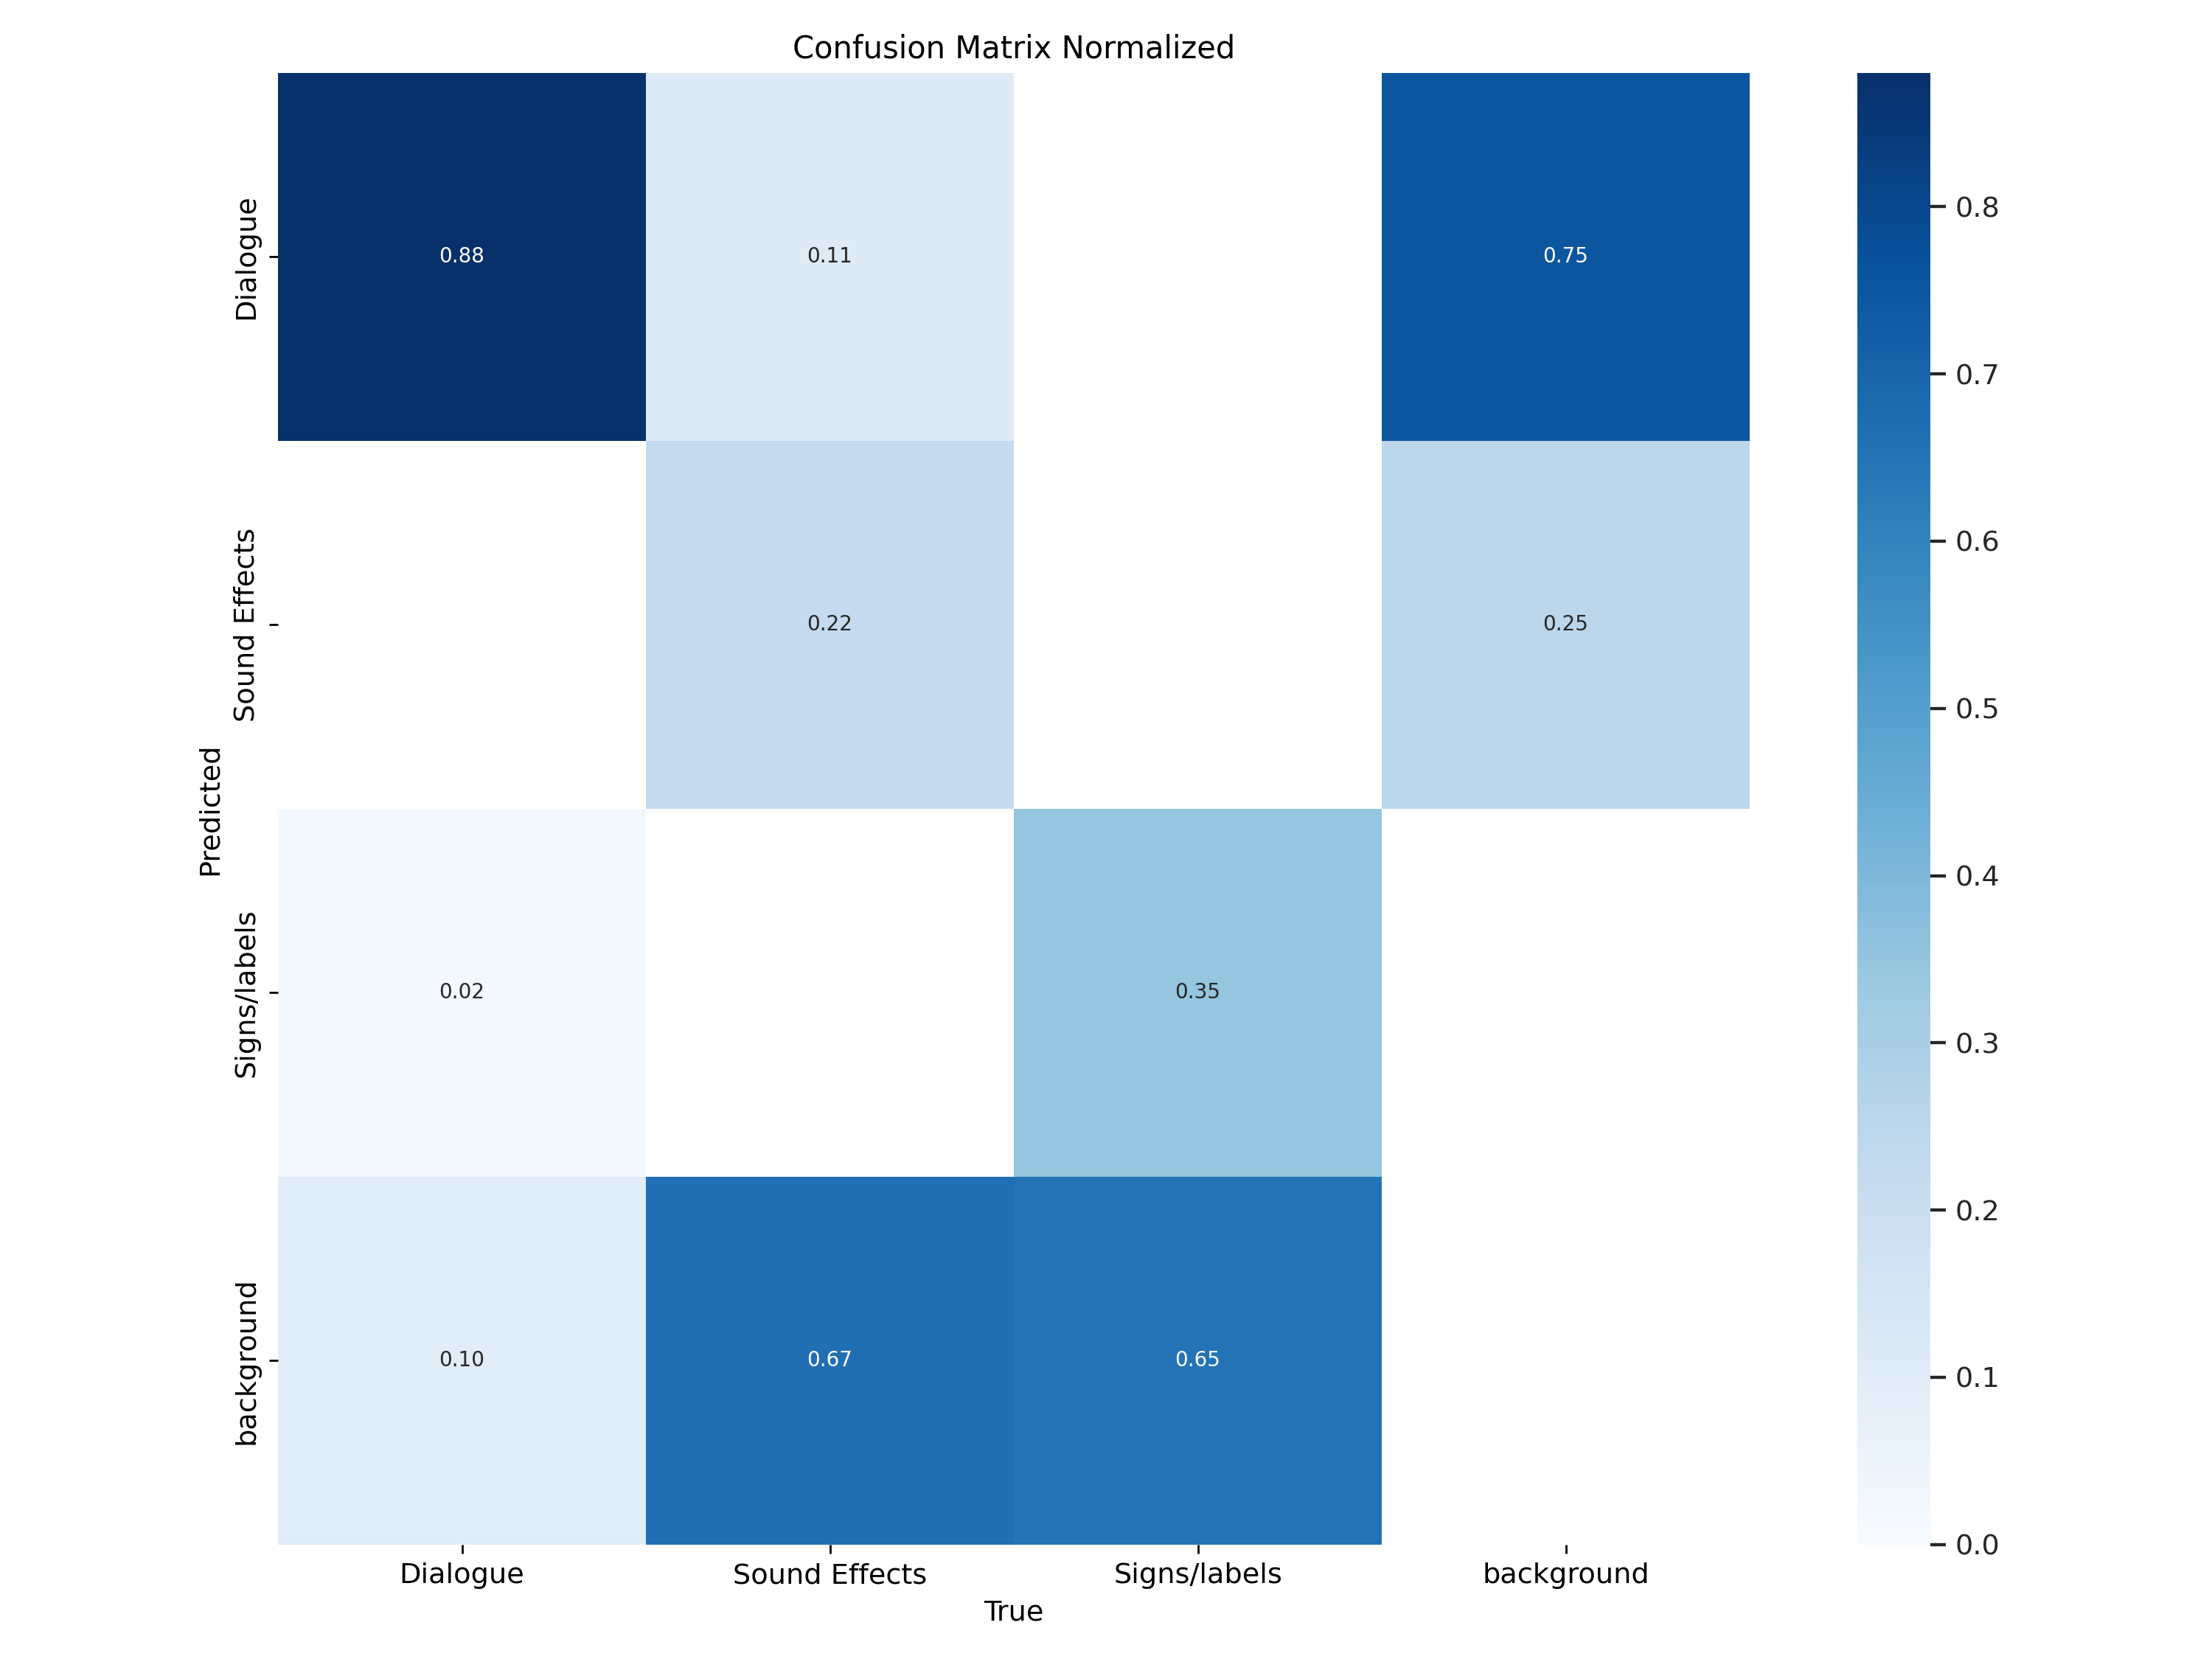 Confusion Matrix Normalized
Dialogue
0.88
0.11
0.75
0.8
0.7
0.6
Sound Effects
0.22
0.25
0.5
Predicted
0.4
Signs/labels
0.02
0.35
0.3
0.2
background
0.10
0.67
0.65
0.1
0.0
Dialogue
Sound Effects
Signs/labels
background
True